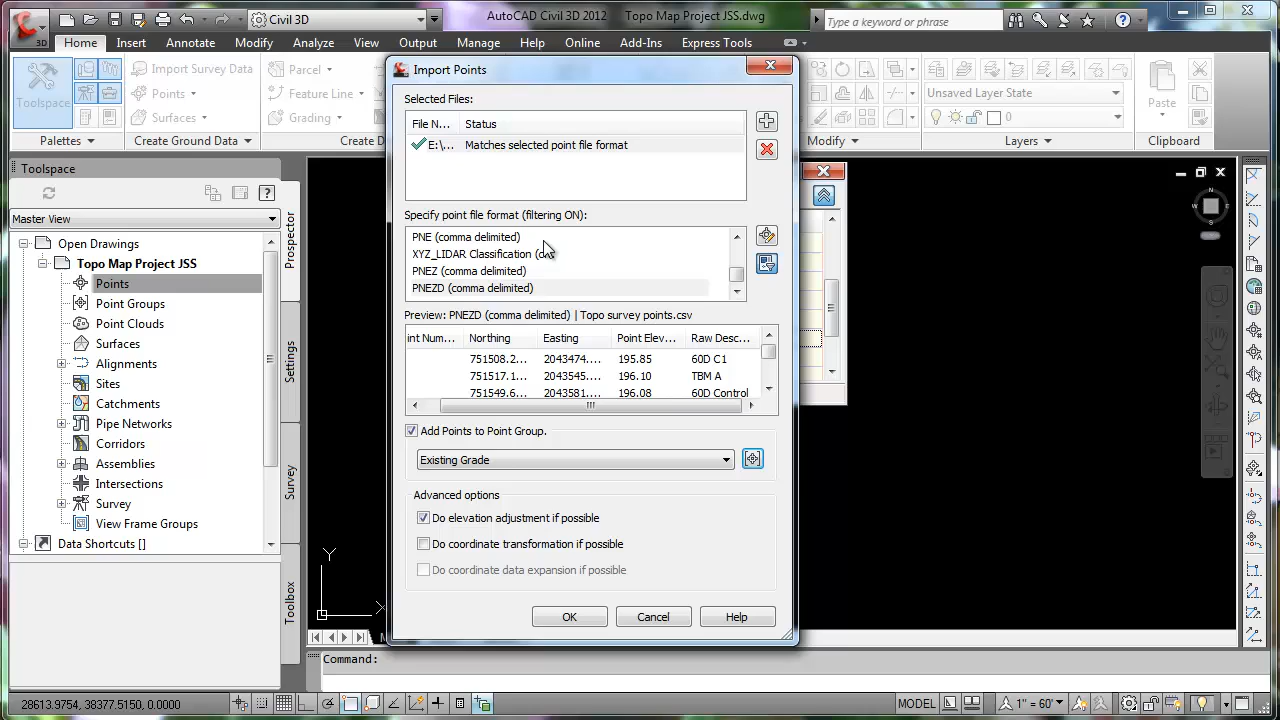 Civil 3D
AutoCAD Civil 3D 2012
Topo Map Project JSS.dwg
Type a keyword or phrase
3D
Home
Insert
Annotate
Modify
Analyze
View
Output
Manage
Help
Online
Add-Ins
Express Tools
Toolspace
Import Survey Data
Points
Surfaces
Parcel
Feature Line
Grading
Unsaved Layer State
0
Paste
Palettes
Create Ground Data
Create D
Modify
Layers
Clipboard
Toolspace
Master View
Open Drawings
Topo Map Project JSS
Points
Point Groups
Point Clouds
Surfaces
Alignments
Sites
Catchments
Pipe Networks
Corridors
Assemblies
Intersections
Survey
View Frame Groups
Data Shortcuts []
Prospector
Settings
Survey
Toolbox
Import Points
Selected Files:
File N...
Status
E:\,...
Matches selected point file format
Specify point file format (filtering ON):
PNE (comma delimited)
XYZ_LIDAR Classification (
PNEZ (comma delimited)
PNEZD (comma delimited)
Preview: PNEZD (comma delimited) | Topo survey points.csv
int Num...
Northing
Easting
Point Elev...
Raw Desc...
751508.2...
2043474....
195.85
60D C1
751517.1...
2043545....
196.10
TBM A
751549.6...
2043581....
196.08
60D Control
Add Points to Point Group.
Existing Grade
Advanced options
Do elevation adjustment if possible
Do coordinate transformation if possible
Do coordinate data expansion if possible
OK
Cancel
Help
N
W
E
S
Y
X
M
Command:
28613.9754, 38377.5150, 0.0000
MODEL
1" = 60'